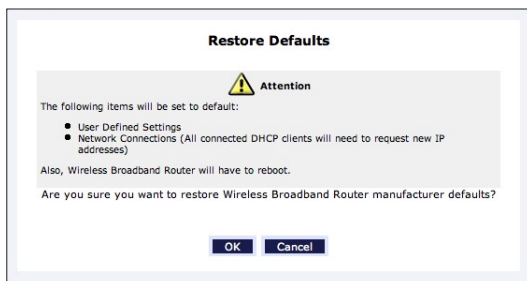 Restore Defaults
Attention
The following items will be set to default:
User Defined Settings
Network Connections (All connected DHCP clients will need to request new IP
addresses)
Also, Wireless Broadband Router will have to reboot.
Are you sure you want to restore Wireless Broadband Router manufacturer defaults?
OK Cancel